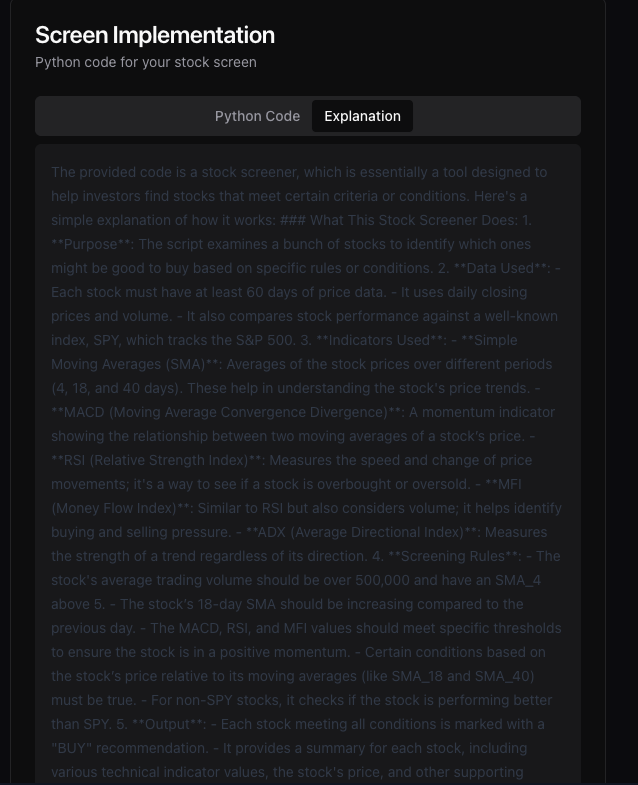 Screen Implementation
Python code for your stock screen
Python Code
Explanation
The provided code is a stock screener, which is essentially a tool designed to
help investors find stocks that meet certain criteria or conditions. Here's a
simple explanation of how it works: ### What This Stock Screener Does: 1.
**Purpose**: The script examines a bunch of stocks to identify which ones
might be good to buy based on specific rules or conditions. 2. **Data Used**: -
Each stock must have at least 60 days of price data. - It uses daily closing
prices and volume. - It also compares stock performance against a well-known
index, SPY, which tracks the S&P 500. 3. **Indicators Used**: - **Simple
Moving Averages (SMA)**: Averages of the stock prices over different periods
(4, 18, and 40 days). These help in understanding the stock's price trends. -
**MACD (Moving Average Convergence Divergence)**: A momentum indicator
showing the relationship between two moving averages of a stock's price. -
**RSI (Relative Strength Index)**: Measures the speed and change of price
movements; it's a way to see if a stock is overbought or oversold. - **MFI
(Money Flow Index)**: Similar to RSI but also considers volume; it helps identify
buying and selling pressure. - **ADX (Average Directional Index)**: Measures
the strength of a trend regardless of its direction. 4. **Screening Rules**: - The
stock's average trading volume should be over 500,000 and have an SMA_4
above 5. - The stock's 18-day SMA should be increasing compared to the
previous day. - The MACD, RSI, and MFI values should meet specific thresholds
to ensure the stock is in a positive momentum. - Certain conditions based on
the stock's price relative to its moving averages (like SMA_18 and SMA_40)
must be true. - For non-SPY stocks, it checks if the stock is performing better
than SPY. 5. **Output**: - Each stock meeting all conditions is marked with a
"BUY" recommendation. - It provides a summary for each stock, including
various technical indicator values, the stock's price, and other supporting